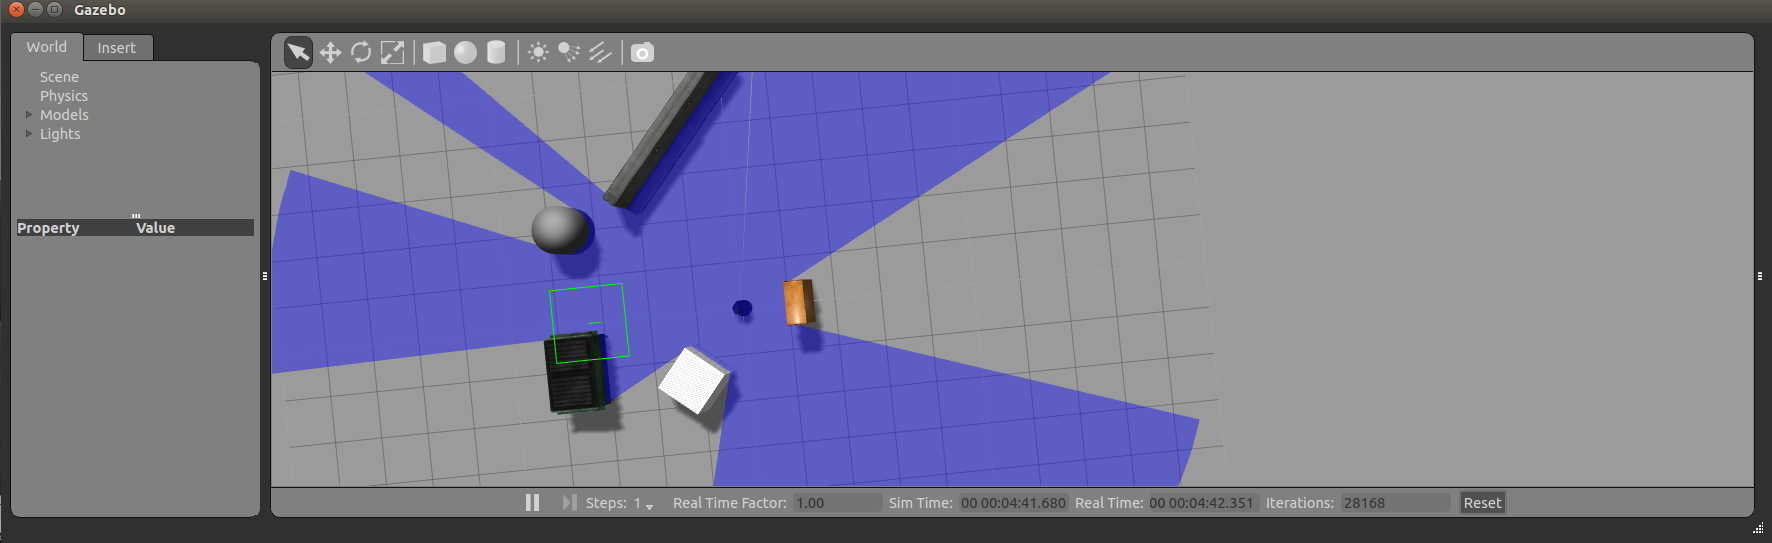 Gazebo
World Insert
Scene
Physics
Models
Lights
Property Value
Steps: 1 Real Time Factor: 1.00 Sim Time: 00 00:04:41.680 Real Time: 00 00:04:42.351 Iterations: 28168 Reset